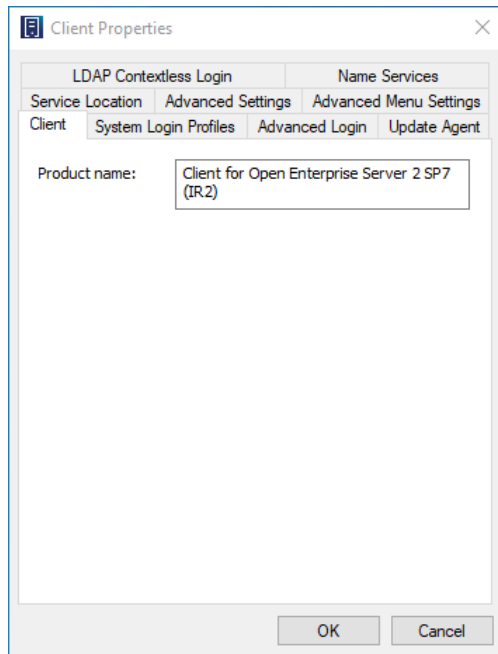 Client Properties
LDAP Contextless Login
Name Services
Service Location
Advanced Settings
Advanced Menu Settings
Client
System Login Profiles
Advanced Login
Update Agent
Product name:
Client for Open Enterprise Server 2 SP7
(IR2)
OK
Cancel